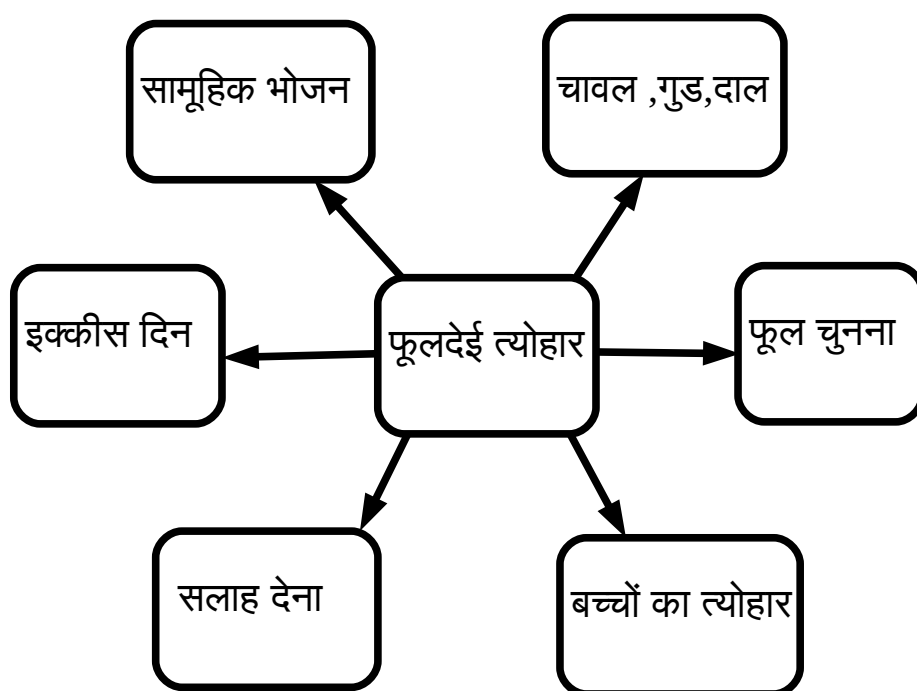 सामूहिक भोजन
चावल ,गुड,दाल
इक्कीस दिन
फूलदेई त्योहार
फूल चुनना
सलाह देना
बच्चों का त्योहार